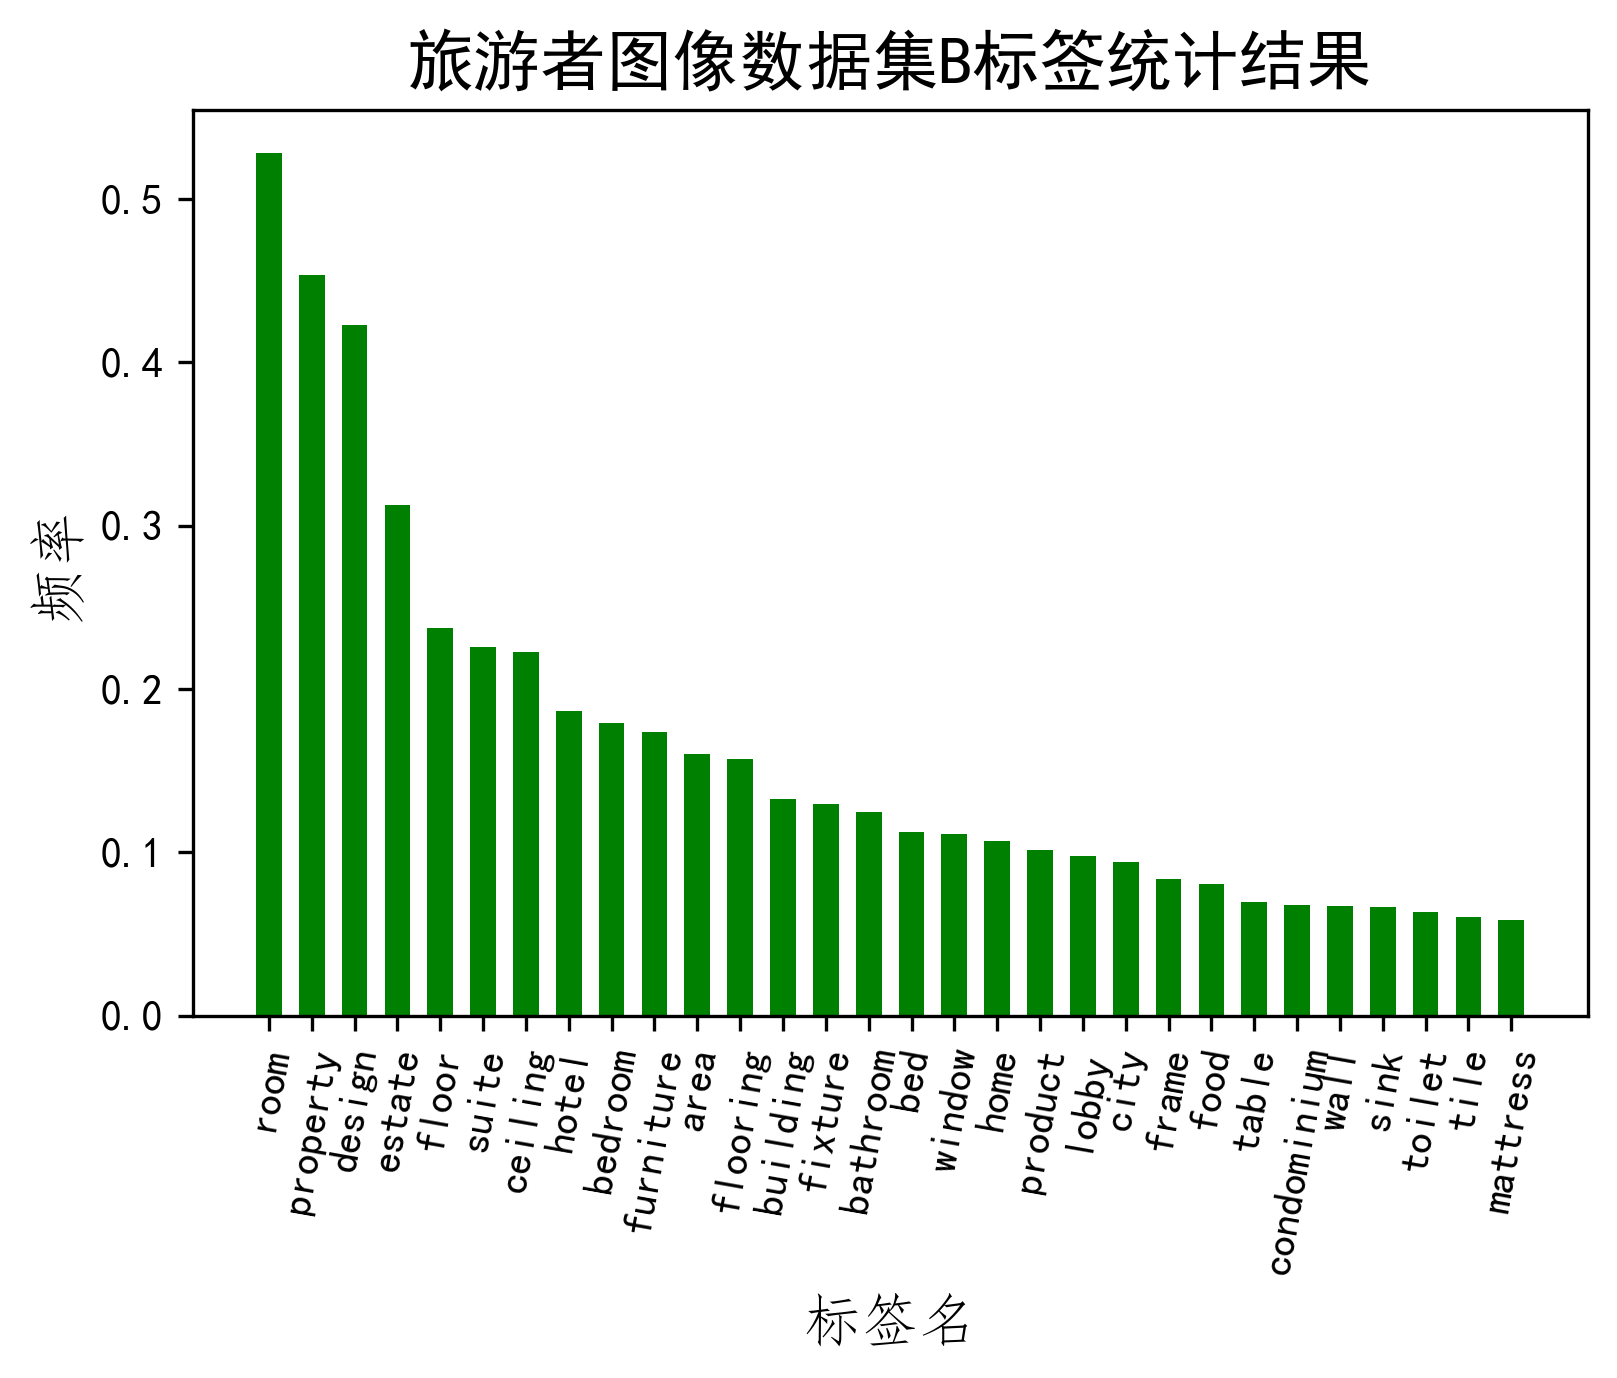 旅游者图像数据集B标签统计结果
频率
0.5
0.4
0.3
0.2
0.1
0.0
room
property
design
estate
floor
suite
ceiling
hotel
bedroom
furniture
area
flooring
building
fixture
bathroom
bed
window
home
product
lobby
city
frame
food
table
condominium
wall
sink
toilet
tile
mattress
标签名